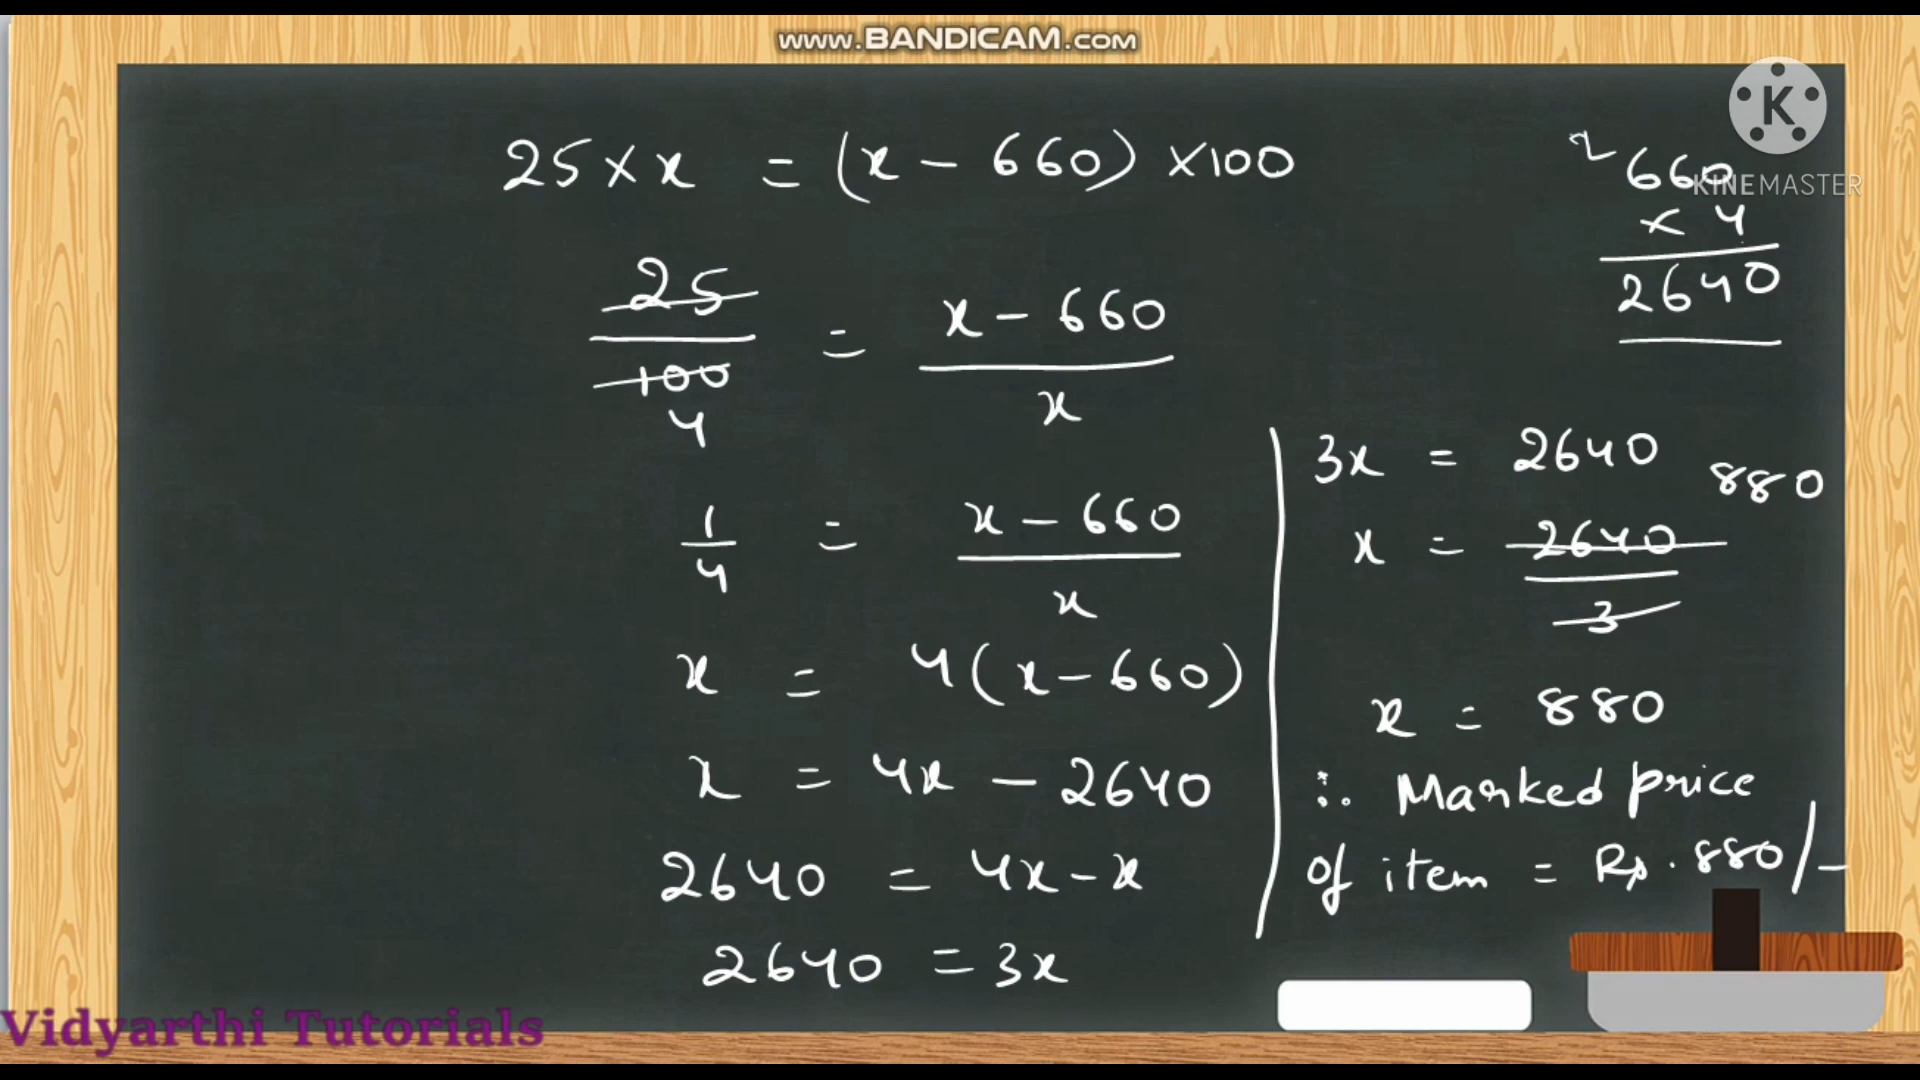 www.BANDICAM.com
K
KINEMASTER
25 × x = (x - 660) × 100
25/100 = x - 660/x
4
1/4 = x - 660/x
x = 4(x - 660)
x = 4x - 2640
2640 = 4x - x
2640 = 3x
2
660
× 4
2640
3x = 2640
880
x = 2640/3
x = 880
∴ Marked price
of item = Rs. 880/-
Vidyarthi Tutorials